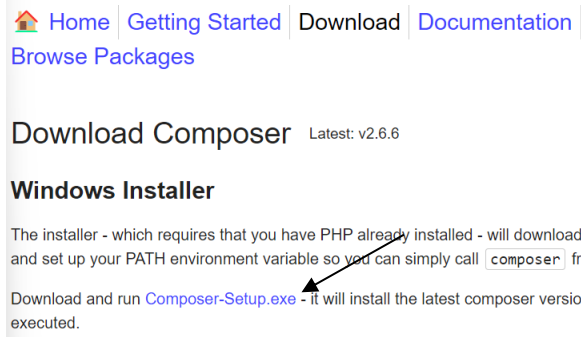 Home Getting Started Download Documentation
Browse Packages
Download Composer Latest: v2.6.6
Windows Installer
The installer - which requires that you have PHP already installed - will download
and set up your PATH environment variable so you can simply call composer
Download and run Composer-Setup.exe - it will install the latest composer
executed.